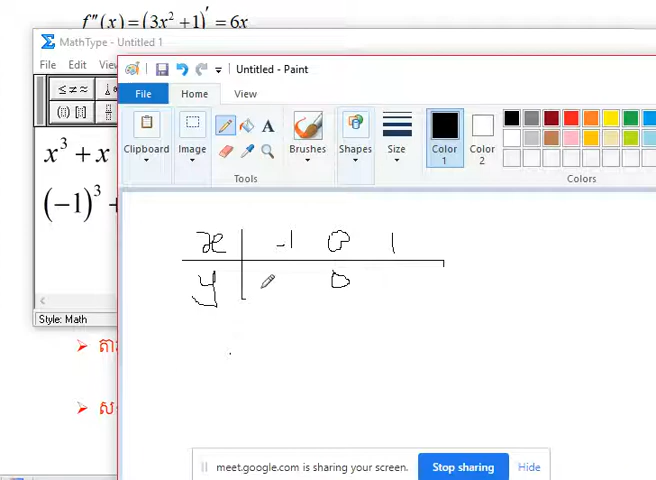 f″(x) = (3x² + 1)′ = 6x
MathType - Untitled 1
File Edit View
Untitled - Paint
File Home View
≤ ≠ ≈
x³ + x
(−1)³ +
Clipboard Image Brushes Shapes Size Color 1 Color 2
Tools Colors
x -1 0 1
y 0
Style: Math
meet.google.com is sharing your screen. Stop sharing Hide